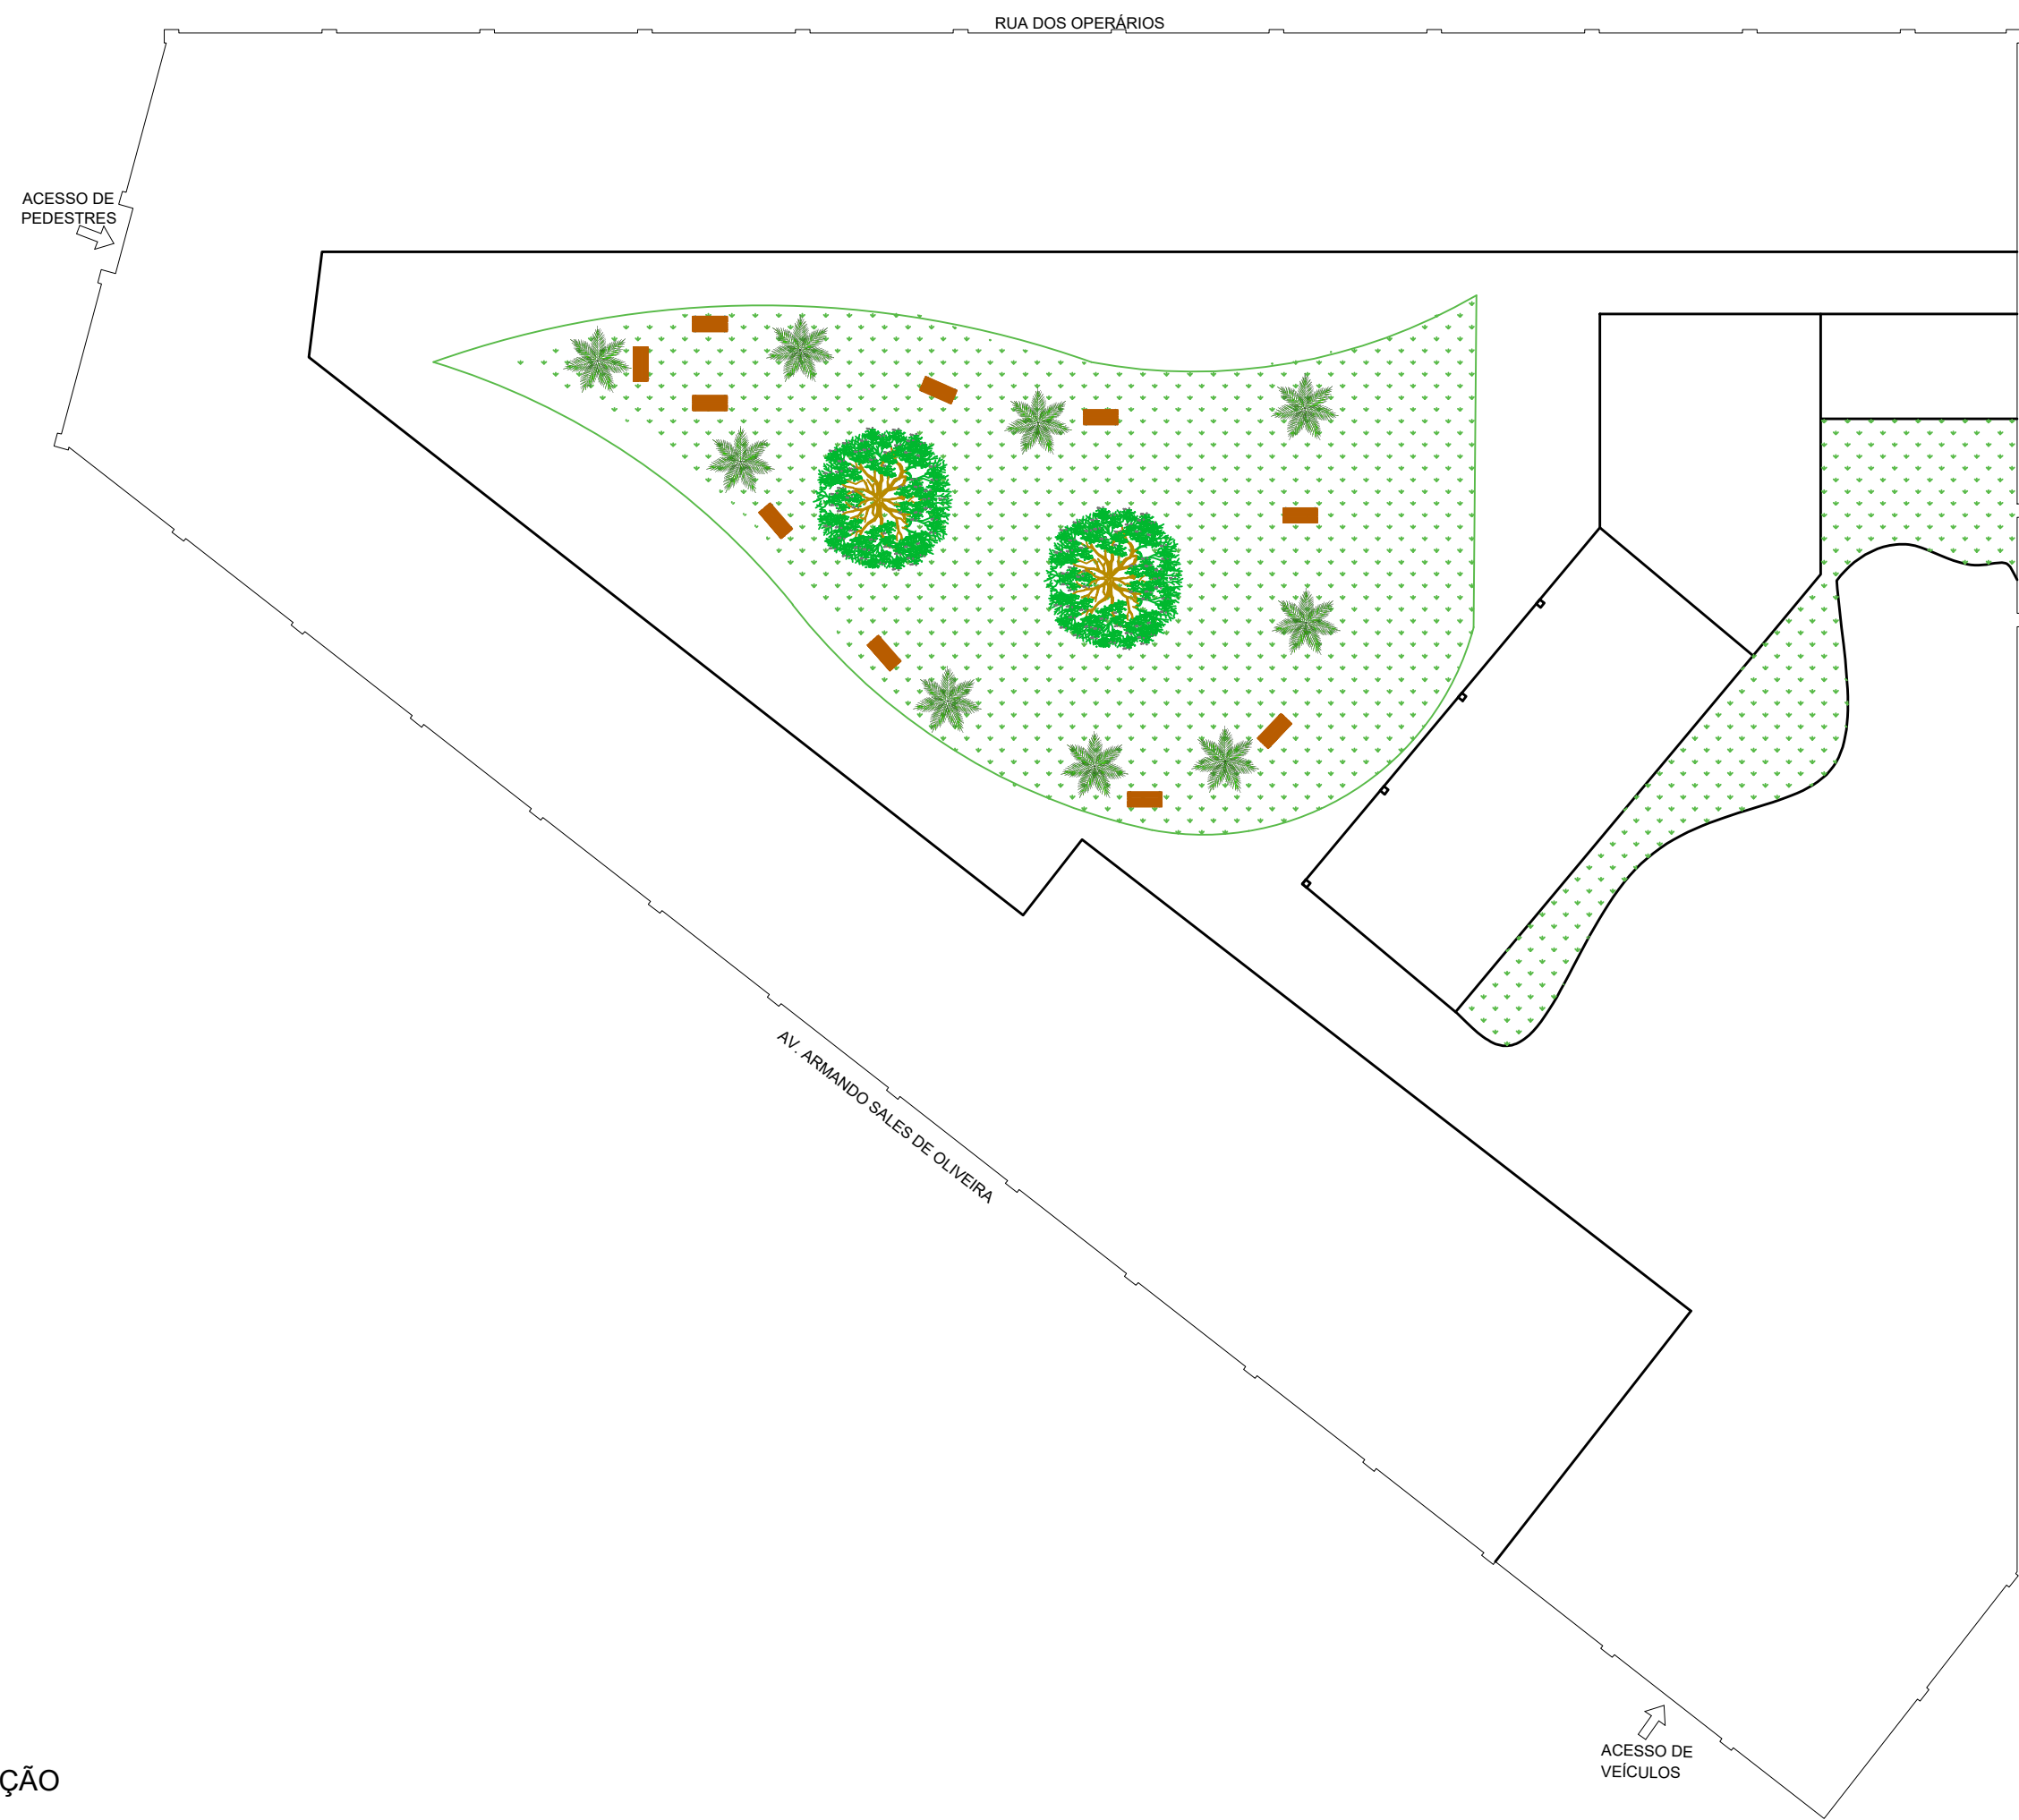 RUA DOS OPERÁRIOS
ACESSO DE
PEDESTRES
AV. ARMANDO SALES DE OLIVEIRA
ACESSO DE
VEÍCULOS
ÇÃO